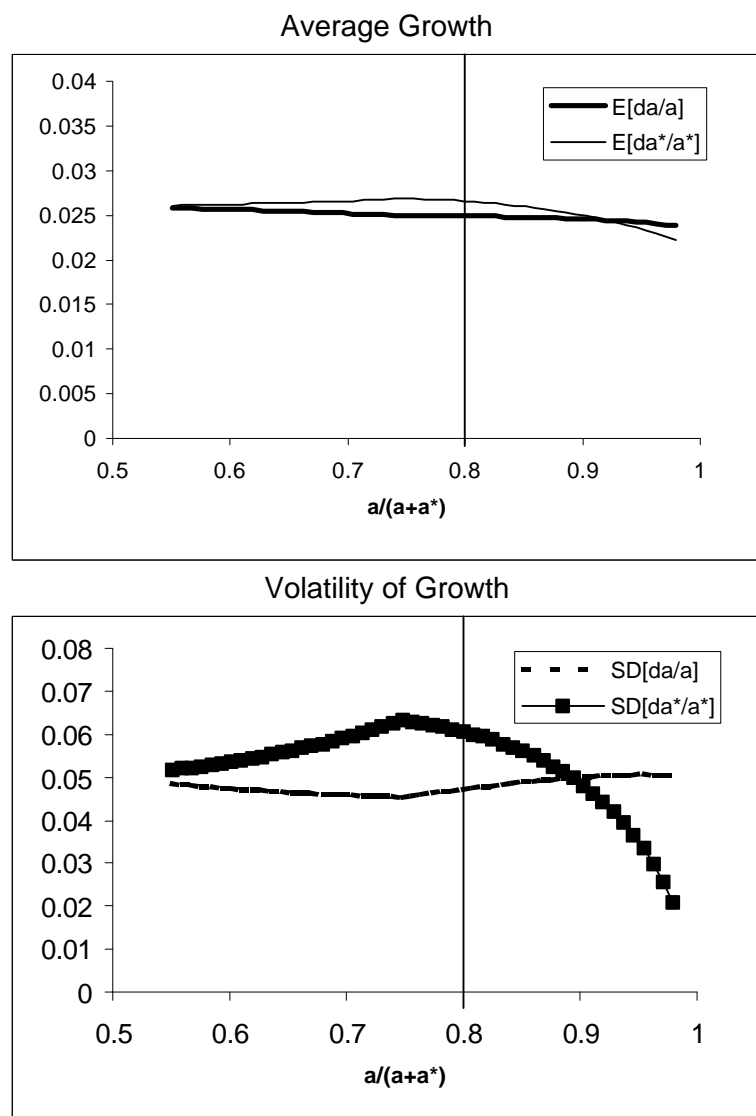 Average Growth
0.04
0.035
0.03
0.025
0.02
0.015
0.01
0.005
0
0.5 0.6 0.7 0.8 0.9 1
a/(a+a*)
E[da/a]
E[da*/a*]
Volatility of Growth
0.08
0.07
0.06
0.05
0.04
0.03
0.02
0.01
0
0.5 0.6 0.7 0.8 0.9 1
a/(a+a*)
SD[da/a]
SD[da*/a*]